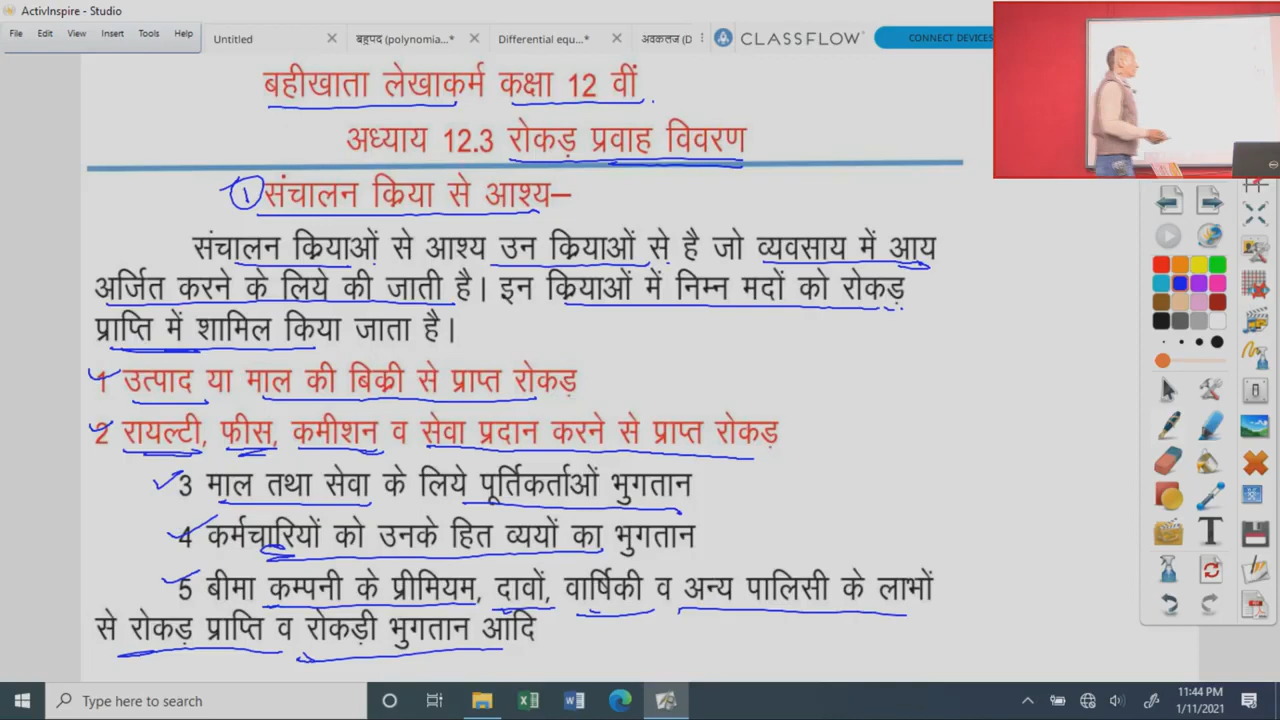 ActivInspire - Studio
File Edit View Insert Tools Help
Untitled
बहुपद (polynomia...*
Differential equ...*
अवकलज (D
CLASSFLOW
CONNECT DEVICES
बहीखाता लेखाकर्म कक्षा 12 वीं
अध्याय 12.3 रोकड़ प्रवाह विवरण
1 संचालन किया से आश्य–
संचालन कियाओं से आश्य उन कियाओं से है जो व्यवसाय में आय
अर्जित करने के लिये की जाती है। इन कियाओं में निम्न मदों को रोकड़
प्राप्ति में शामिल किया जाता है।
1 उत्पाद या माल की बिकी से प्राप्त रोकड़
2 रायल्टी, फीस, कमीशन व सेवा प्रदान करने से प्राप्त रोकड़
3 माल तथा सेवा के लिये पूर्तिकर्ताओं भुगतान
4 कर्मचारियों को उनके हित व्ययों का भुगतान
5 बीमा कम्पनी के प्रीमियम, दावों, वार्षिकी व अन्य पालिसी के लाभों
से रोकड़ प्राप्ति व रोकड़ी भुगतान आदि
Type here to search
11:44 PM
1/11/2021